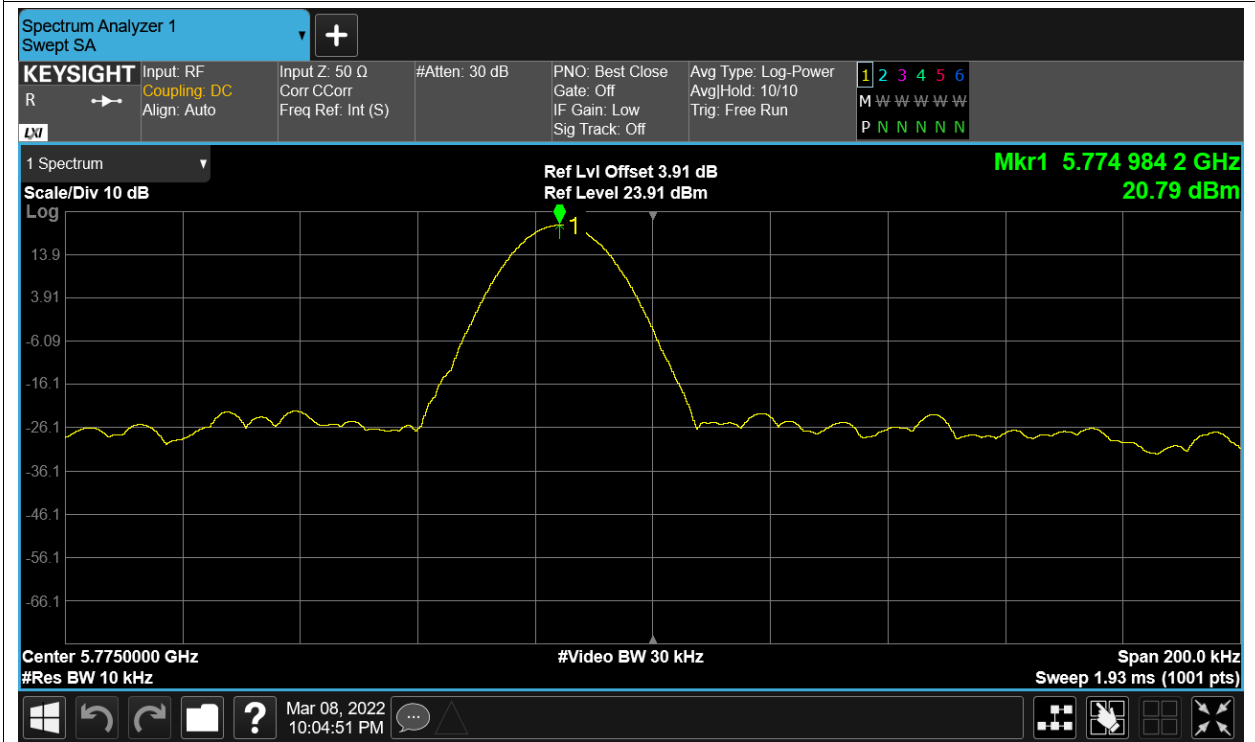 Spectrum Analyzer 1
Swept SA
+
KEYSIGHT
R
LXI
Input: RF
Coupling: DC
Align: Auto
Input Z: 50 Ω
Corr CCorr
Freq Ref: Int (S)
#Atten: 30 dB
PNO: Best Close
Gate: Off
IF Gain: Low
Sig Track: Off
Avg Type: Log-Power
Avg|Hold: 10/10
Trig: Free Run
1 2 3 4 5 6
M W W W W W
P N N N N N
1 Spectrum
Scale/Div 10 dB
Log
Ref Lvl Offset 3.91 dB
Ref Level 23.91 dBm
Mkr1 5.774 984 2 GHz
20.79 dBm
1
13.9
3.91
-6.09
-16.1
-26.1
-36.1
-46.1
-56.1
-66.1
Center 5.7750000 GHz
#Res BW 10 kHz
#Video BW 30 kHz
Span 200.0 kHz
Sweep 1.93 ms (1001 pts)
?
Mar 08, 2022
10:04:51 PM